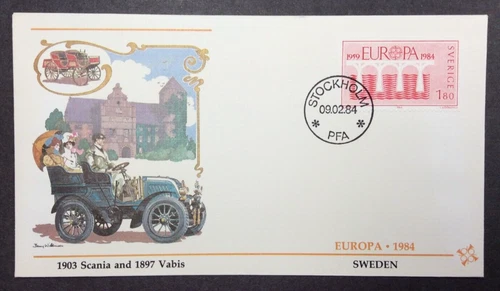 1959 EUROPA 1984
SVERIGE
1.80
STOCKHOLM
09.02.84
* PFA *
EUROPA • 1984
1903 Scania and 1897 Vabis
SWEDEN